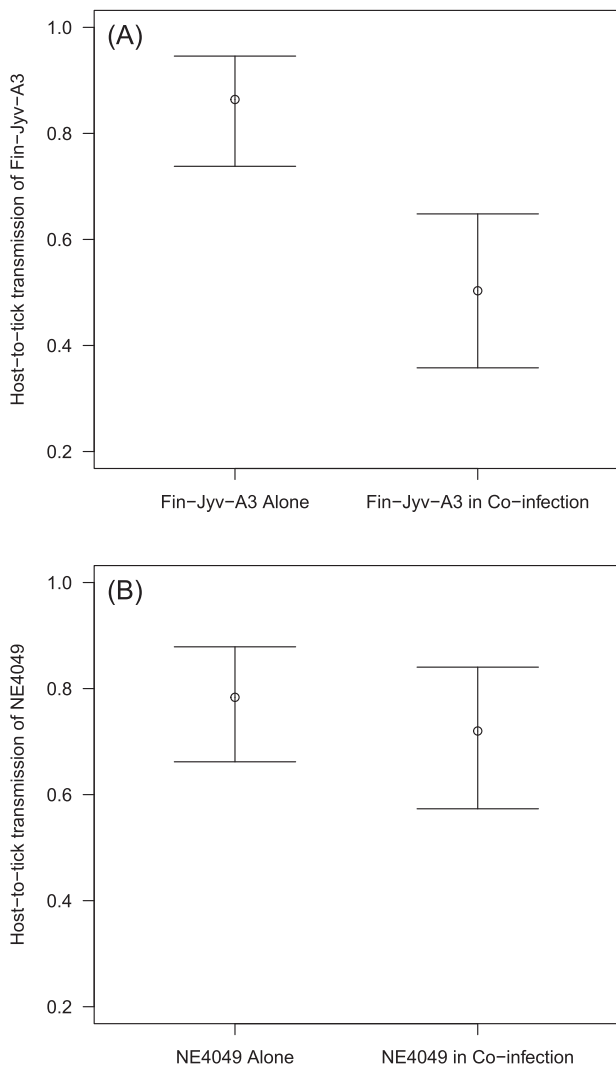 (A)
Host−to−tick transmission of Fin−Jyv−A3
1.0
0.8
0.6
0.4
0.2
Fin−Jyv−A3 Alone
Fin−Jyv−A3 in Co−infection
(B)
Host−to−tick transmission of NE4049
1.0
0.8
0.6
0.4
0.2
NE4049 Alone
NE4049 in Co−infection